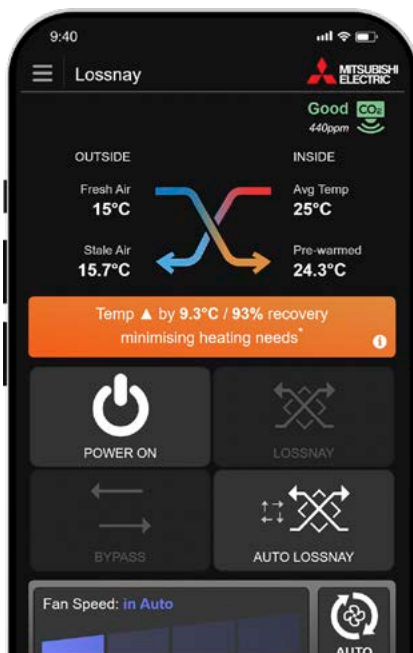 9:40
Lossnay
MITSUBISHI
ELECTRIC
Good CO2
440ppm
OUTSIDE
INSIDE
Fresh Air
15°C
Avg Temp
25°C
Stale Air
15.7°C
Pre-warmed
24.3°C
Temp ▲ by 9.3°C / 93% recovery
minimising heating needs*
i
POWER ON
LOSSNAY
BYPASS
AUTO LOSSNAY
Fan Speed: in Auto
AUTO